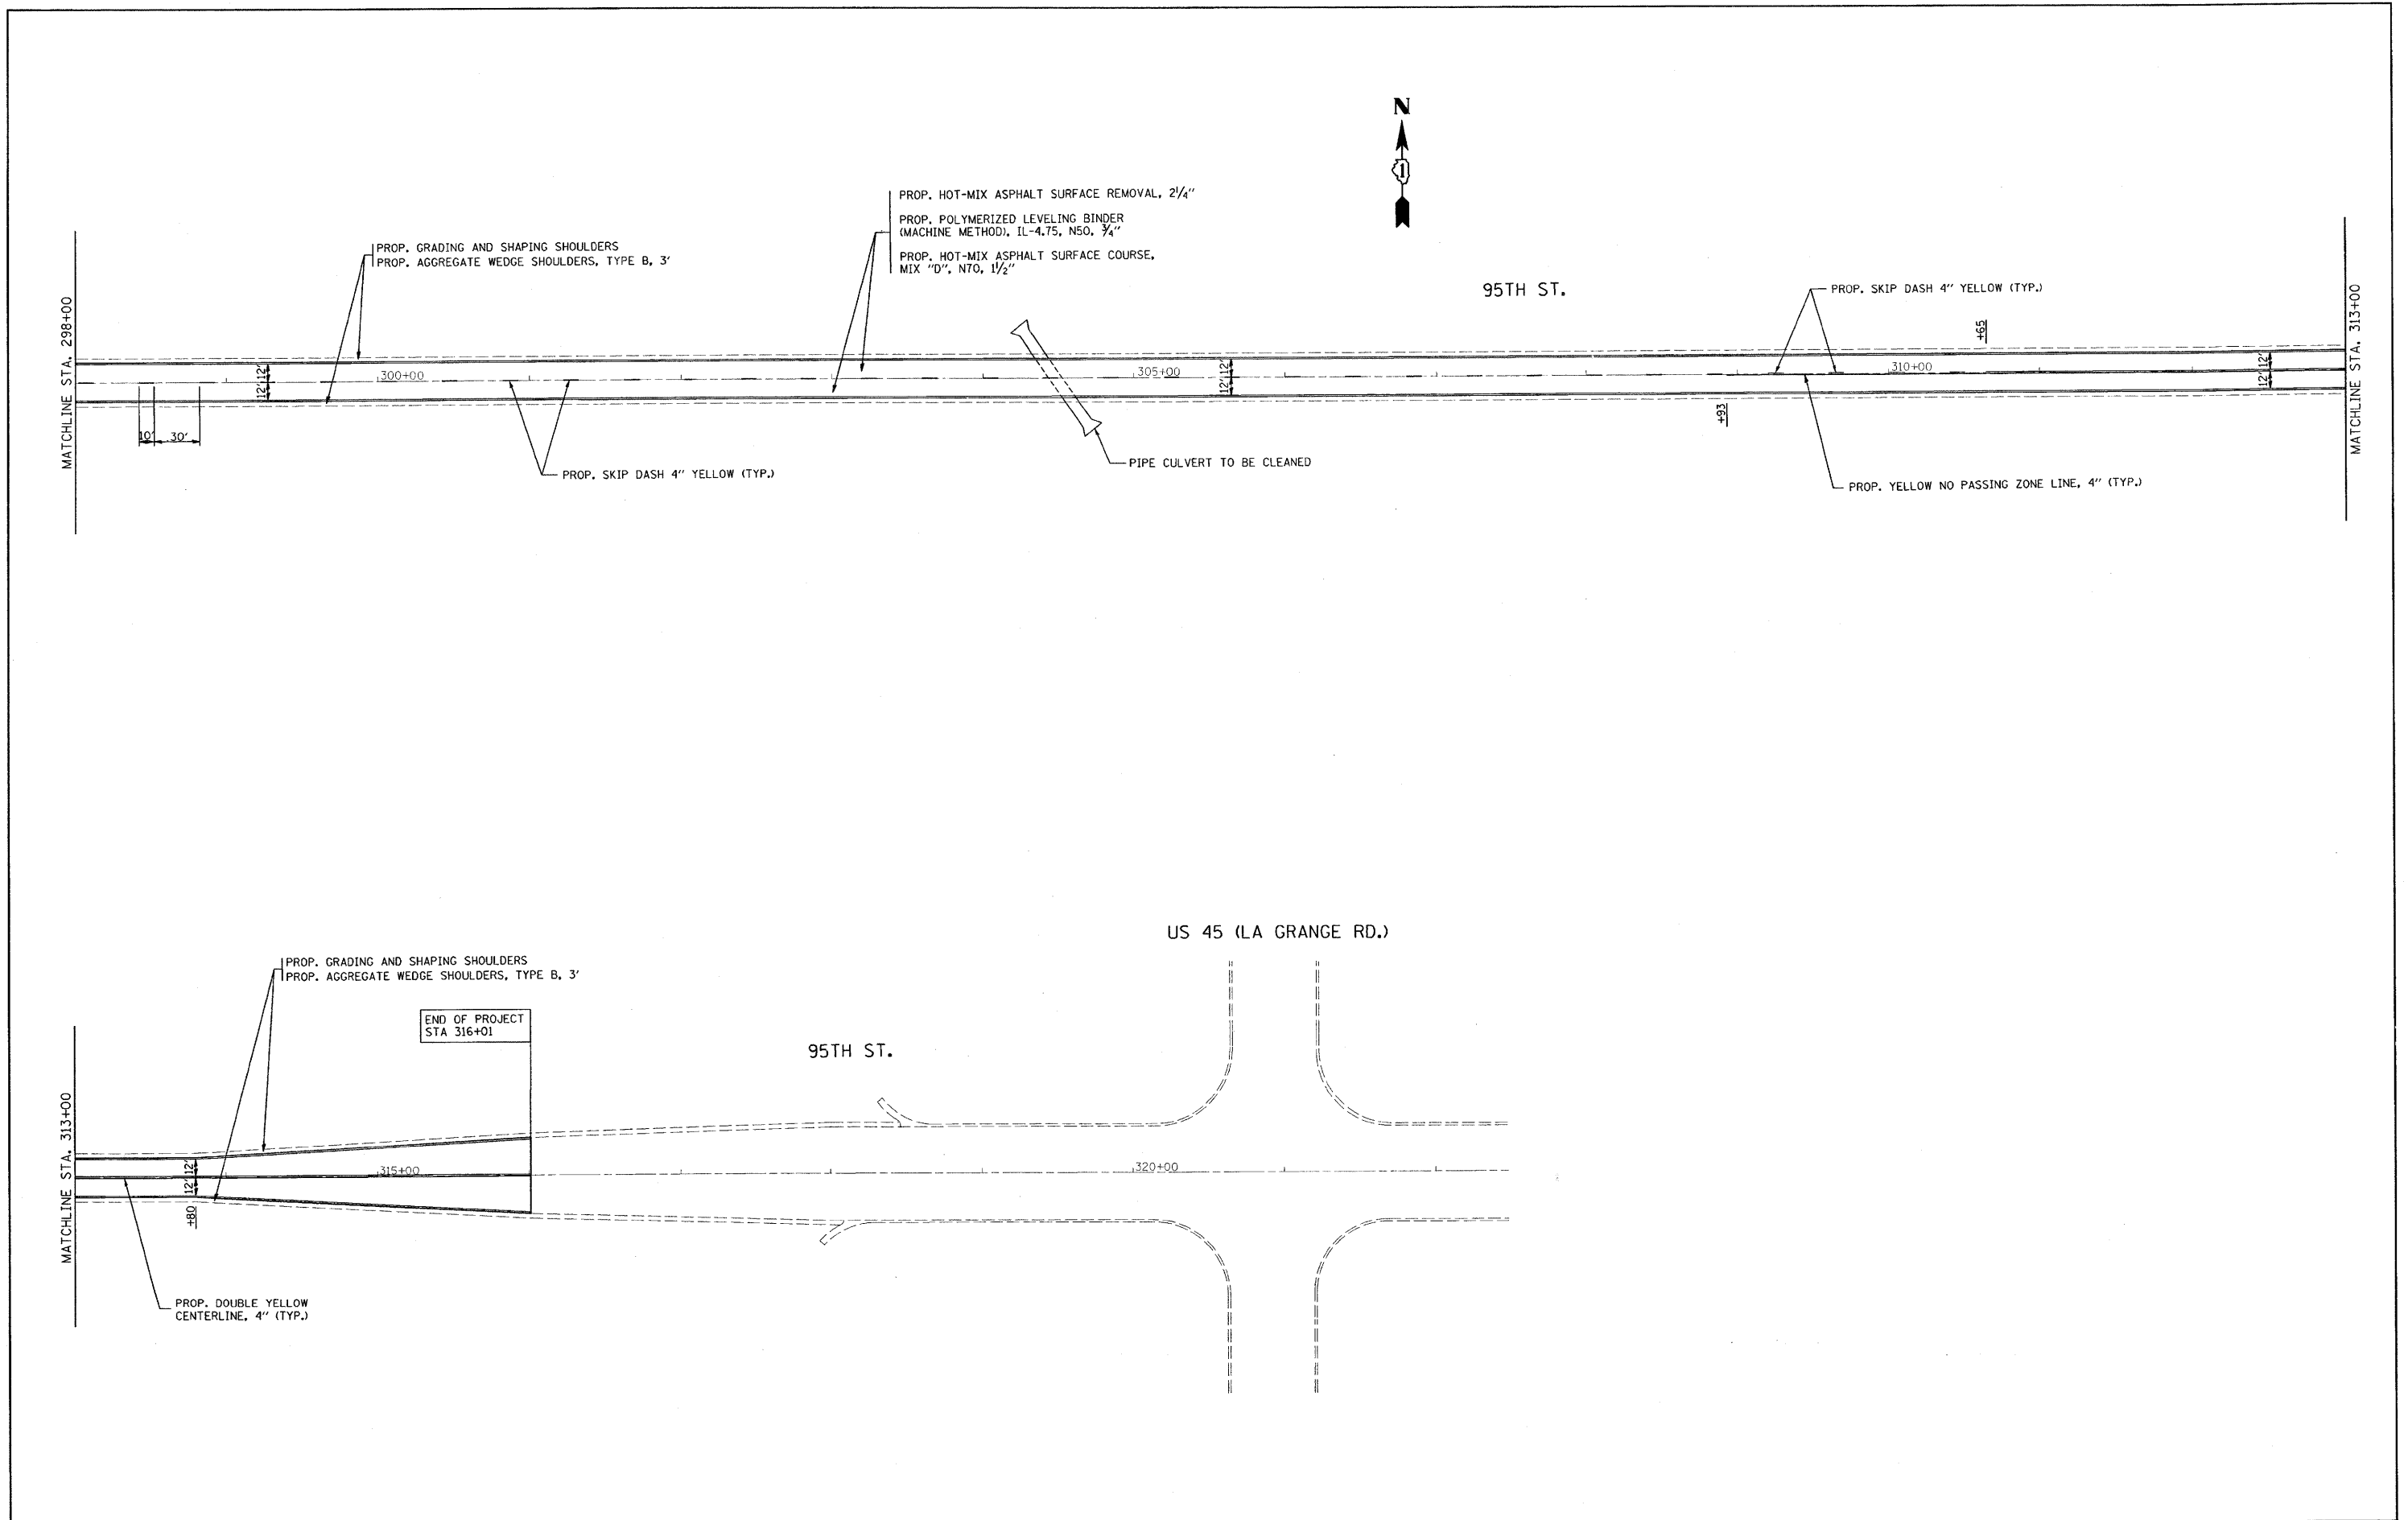 N
1
PROP. HOT-MIX ASPHALT SURFACE REMOVAL, 2 1/4"
PROP. POLYMERIZED LEVELING BINDER
(MACHINE METHOD), IL-4.75, N50, 3/4"
PROP. HOT-MIX ASPHALT SURFACE COURSE,
MIX "D", N70, 1 1/2"
PROP. GRADING AND SHAPING SHOULDERS
PROP. AGGREGATE WEDGE SHOULDERS, TYPE B, 3'
95TH ST.
PROP. SKIP DASH 4" YELLOW (TYP.)
MATCHLINE STA. 298+00
MATCHLINE STA. 313+00
+65
12'
12'
300+00
12'
12'
305+00
310+00
12'
12'
+93
10'
30'
PROP. SKIP DASH 4" YELLOW (TYP.)
PIPE CULVERT TO BE CLEANED
PROP. YELLOW NO PASSING ZONE LINE, 4" (TYP.)
US 45 (LA GRANGE RD.)
PROP. GRADING AND SHAPING SHOULDERS
PROP. AGGREGATE WEDGE SHOULDERS, TYPE B, 3'
END OF PROJECT
STA 316+01
95TH ST.
MATCHLINE STA. 313+00
12'
12'
315+00
320+00
+80
PROP. DOUBLE YELLOW
CENTERLINE, 4" (TYP.)